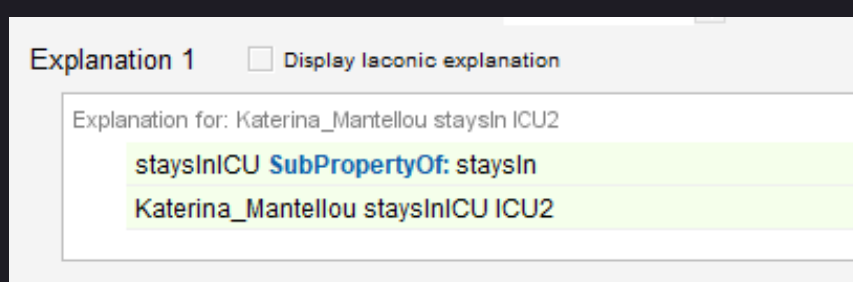 Explanation 1 Display laconic explanation
Explanation for: Katerina_Mantellou staysIn ICU2
staysInICU SubPropertyOf: staysIn
Katerina_Mantellou staysInICU ICU2